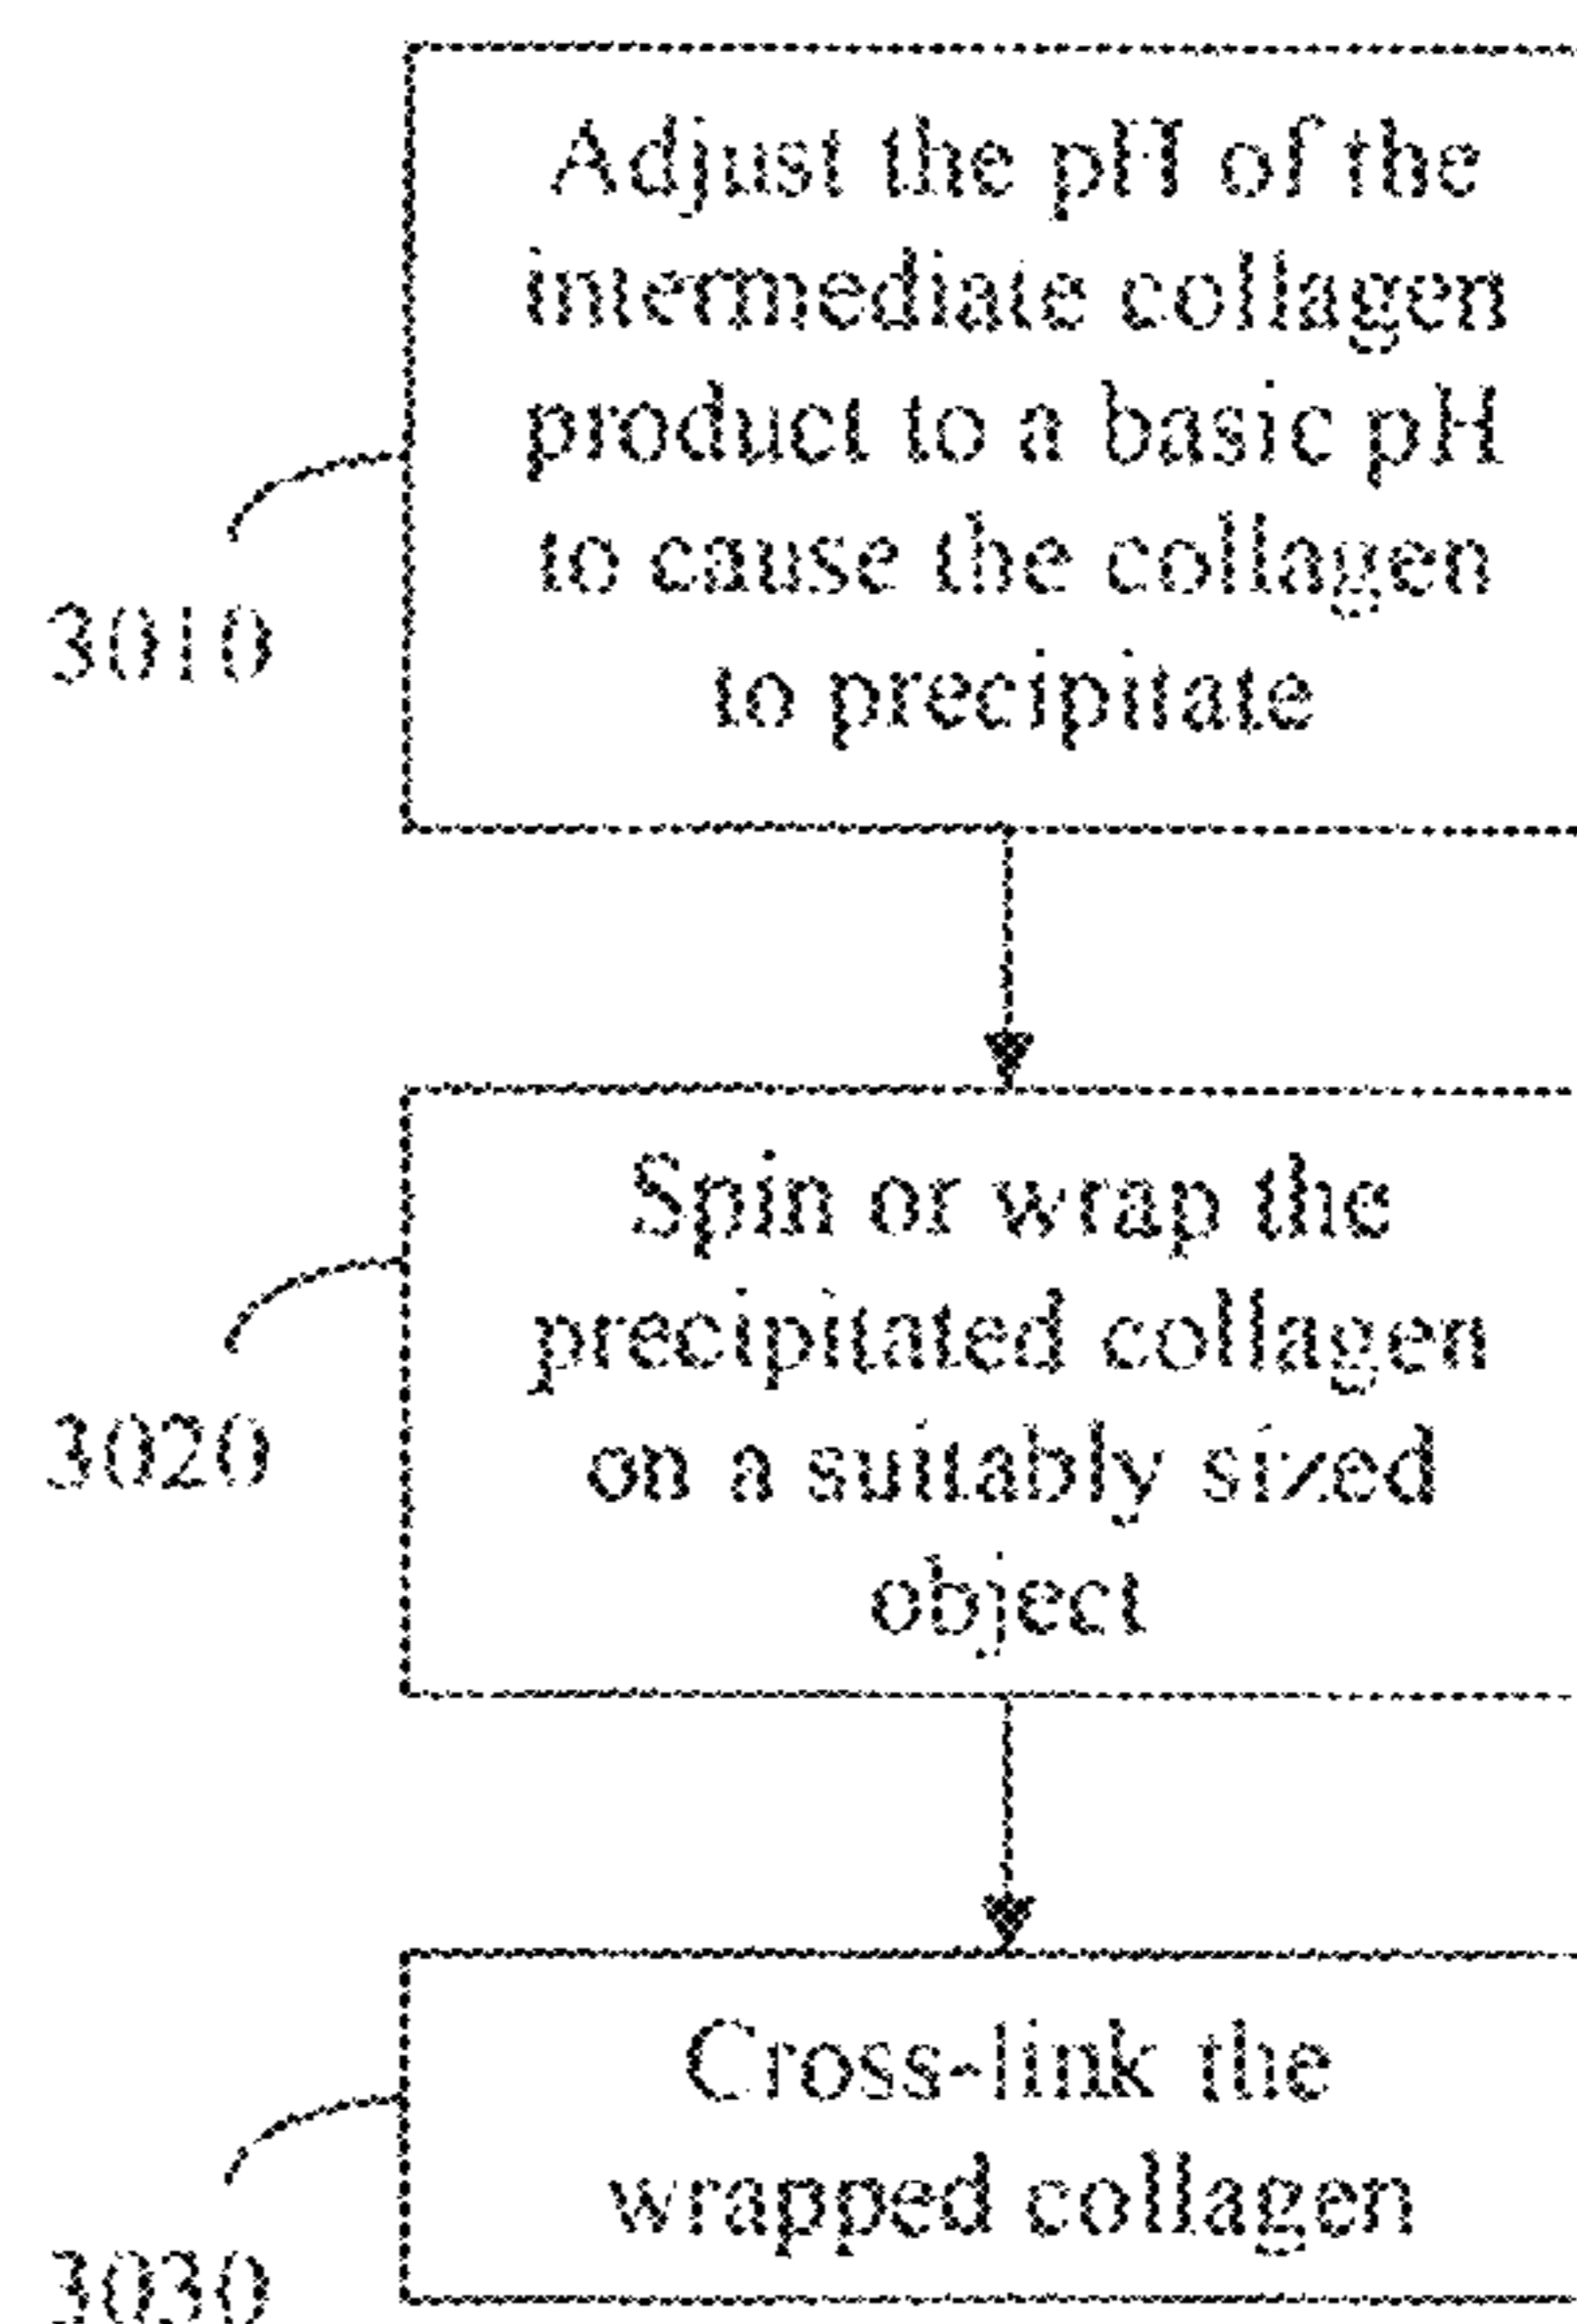 Adjust the pH of the
intermediate collagen
product to a basic pH
to cause the collagen
to precipitate
3010
Spin or wrap the
precipitated collagen
on a suitably sized
object
3020
Cross-link the
wrapped collagen
3030